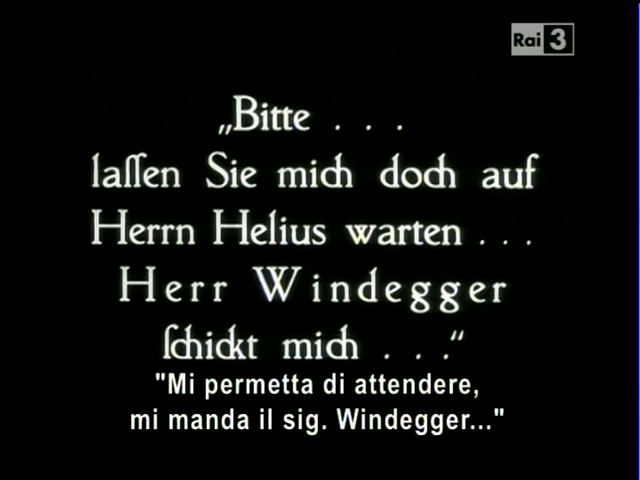 Rai 3
„Bitte . . .
laſſen Sie mich doch auf
Herrn Helius warten . . .
Herr Windegger
ſchickt mich . . .“
"Mi permetta di attendere,
mi manda il sig. Windegger..."